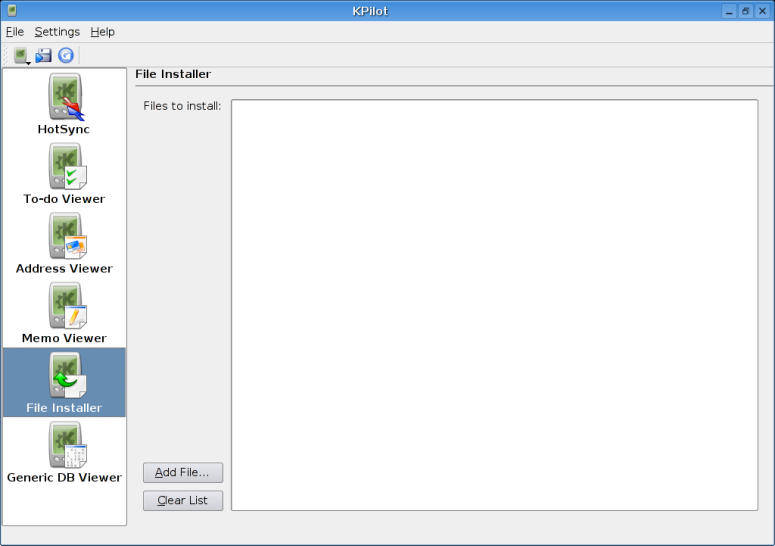 KPilot
File Settings Help
HotSync
To-do Viewer
Address Viewer
Memo Viewer
File Installer
Generic DB Viewer
File Installer
Files to install:
Add File...
Clear List